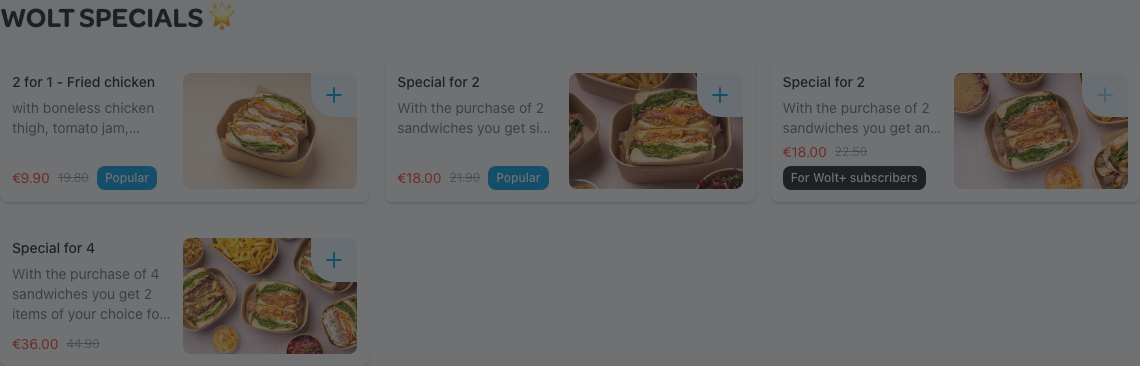 WOLT SPECIALS 🌟
2 for 1 - Fried chicken
with boneless chicken
thigh, tomato jam,...
€9.90 19.80 Popular
Special for 2
With the purchase of 2
sandwiches you get si...
€18.00 21.90 Popular
Special for 2
With the purchase of 2
sandwiches you get an...
€18.00 22.50
For Wolt+ subscribers
Special for 4
With the purchase of 4
sandwiches you get 2
items of your choice fo...
€36.00 44.90